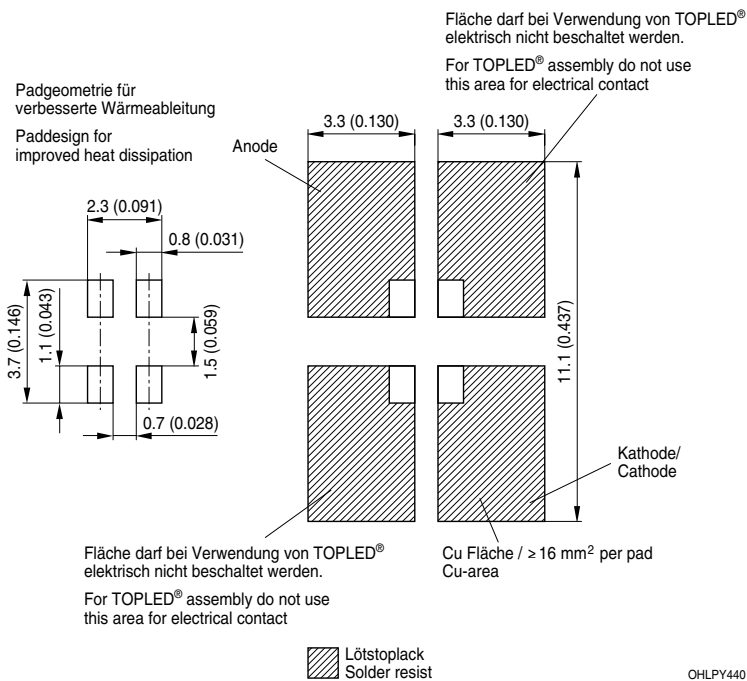 Fläche darf bei Verwendung von TOPLED®
elektrisch nicht beschaltet werden.
For TOPLED® assembly do not use
this area for electrical contact
Padgeometrie für
verbesserte Wärmeableitung
Paddesign for
improved heat dissipation
Anode
3.3 (0.130)
3.3 (0.130)
2.3 (0.091)
0.8 (0.031)
3.7 (0.146)
1.1 (0.043)
1.5 (0.059)
0.7 (0.028)
11.1 (0.437)
Kathode/
Cathode
Fläche darf bei Verwendung von TOPLED®
elektrisch nicht beschaltet werden.
For TOPLED® assembly do not use
this area for electrical contact
Cu Fläche / ≥ 16 mm² per pad
Cu-area
Lötstoplack
Solder resist
OHLPY440